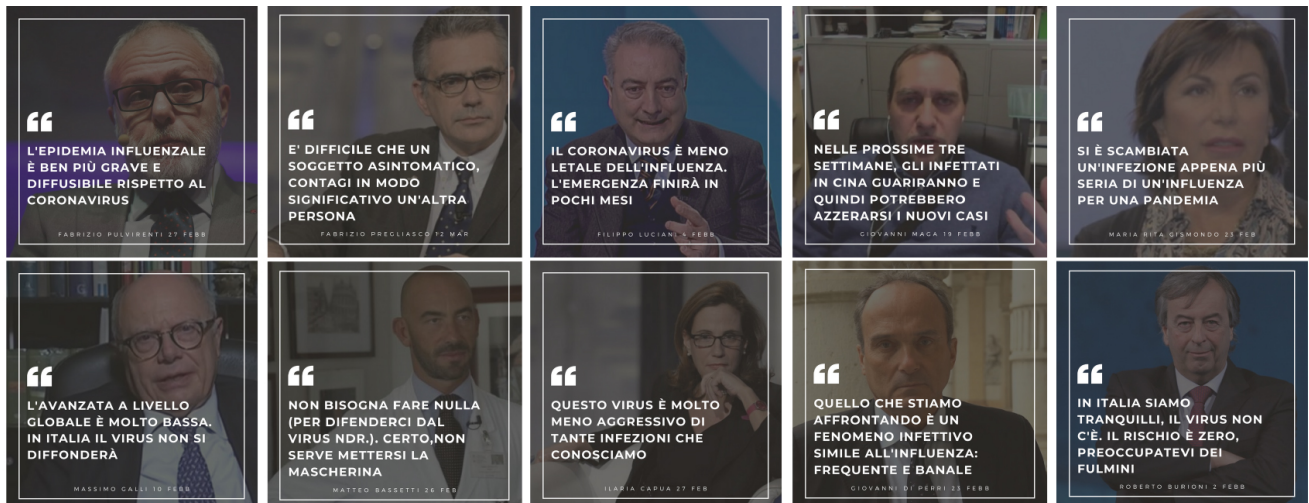 L'EPIDEMIA INFLUENZALE
È BEN PIÙ GRAVE E
DIFFUSIBILE RISPETTO AL
CORONAVIRUS
FABRIZIO PULVIRENTI 27 FEBB
E' DIFFICILE CHE UN
SOGGETTO ASINTOMATICO,
CONTAGI IN MODO
SIGNIFICATIVO UN'ALTRA
PERSONA
FABRIZIO PREGLIASCO 12 MAR
IL CORONAVIRUS È MENO
LETALE DELL'INFLUENZA.
L'EMERGENZA FINIRÀ IN
POCHI MESI
FILIPPO LUCIANI 4 FEBB
NELLE PROSSIME TRE
SETTIMANE, GLI INFETTATI
IN CINA GUARIRANNO E
QUINDI POTREBBERO
AZZERARSI I NUOVI CASI
GIOVANNI MAGA 19 FEBB
SI È SCAMBIATA
UN'INFEZIONE APPENA PIÙ
SERIA DI UN'INFLUENZA
PER UNA PANDEMIA
MARIA RITA GISMONDO 23 FEB
L'AVANZATA A LIVELLO
GLOBALE È MOLTO BASSA.
IN ITALIA IL VIRUS NON SI
DIFFONDERÀ
MASSIMO GALLI 10 FEBB
NON BISOGNA FARE NULLA
(PER DIFENDERCI DAL
VIRUS NDR.). CERTO,NON
SERVE METTERSI LA
MASCHERINA
MATTEO BASSETTI 26 FEB
QUESTO VIRUS È MOLTO
MENO AGGRESSIVO DI
TANTE INFEZIONI CHE
CONOSCIAMO
ILARIA CAPUA 27 FEB
QUELLO CHE STIAMO
AFFRONTANDO È UN
FENOMENO INFETTIVO
SIMILE ALL'INFLUENZA:
FREQUENTE E BANALE
GIOVANNI DI PERRI 23 FEBB
IN ITALIA SIAMO
TRANQUILLI, IL VIRUS NON
C'È. IL RISCHIO È ZERO,
PREOCCUPATEVI DEI
FULMINI
ROBERTO BURIONI 2 FEBB